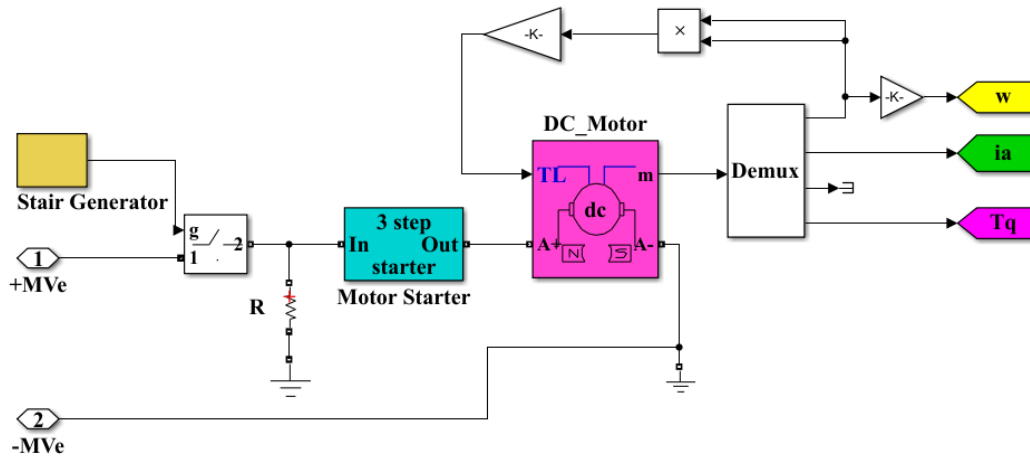 -K-
×
-K-
w
DC_Motor
TL
m
dc
A+
N
S
A-
Demux
ia
Tq
Stair Generator
g
1
2
3 step
In Out
starter
Motor Starter
1
+MVe
R
2
-MVe